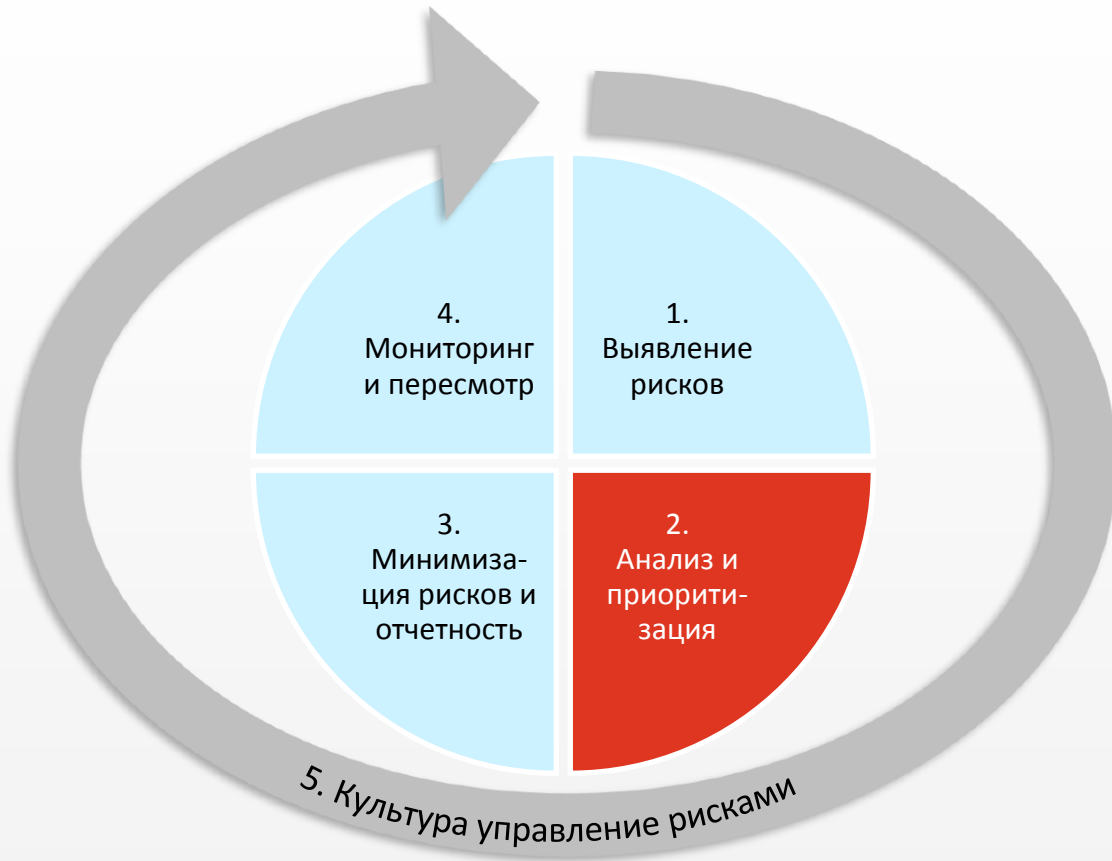 4.
Мониторинг
и пересмотр
1.
Выявление
рисков
3.
Минимиза-
ция рисков и
отчетность
2.
Анализ и
приорити-
зация
5. Культура управление рисками